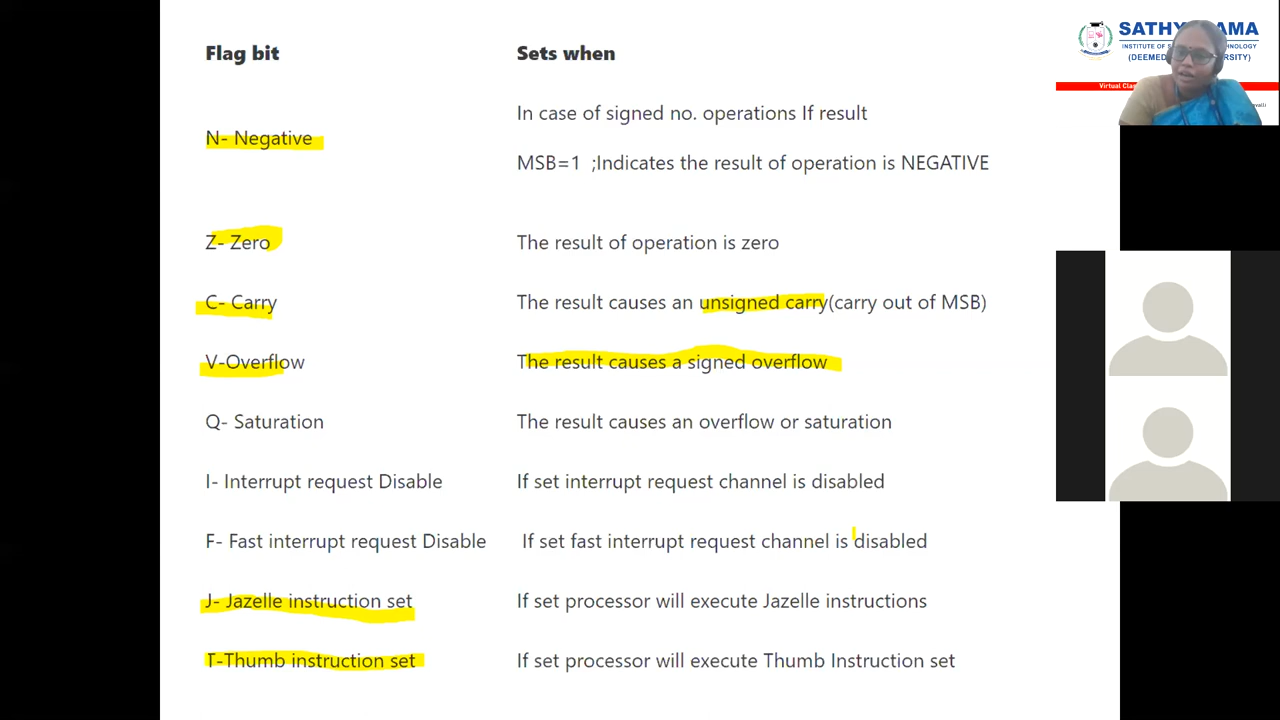 Flag bit Sets when
N- Negative
In case of signed no. operations If result
MSB=1 ;Indicates the result of operation is NEGATIVE
Z- Zero The result of operation is zero
C- Carry The result causes an unsigned carry(carry out of MSB)
V-Overflow The result causes a signed overflow
Q- Saturation The result causes an overflow or saturation
I- Interrupt request Disable If set interrupt request channel is disabled
F- Fast interrupt request Disable If set fast interrupt request channel is disabled
J- Jazelle instruction set If set processor will execute Jazelle instructions
T-Thumb instruction set If set processor will execute Thumb Instruction set
INSTITUTE OF
(DEEMED
Virtual